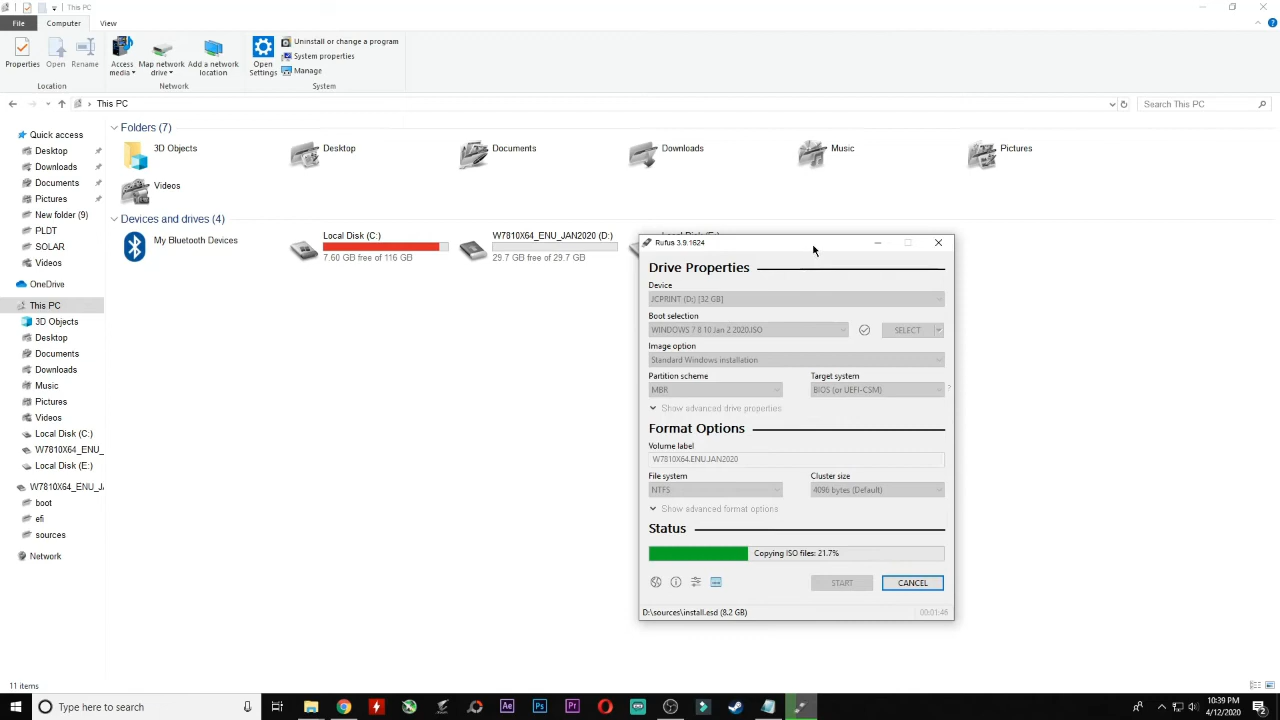 This PC
File
Computer
View
Properties
Open
Rename
Access media
Map network drive
Add a network location
Open Settings
Uninstall or change a program
System properties
Manage
Location
Network
System
This PC
Search This PC
Quick access
Desktop
Downloads
Documents
Pictures
New folder (9)
PLDT
SOLAR
Videos
OneDrive
This PC
3D Objects
Desktop
Documents
Downloads
Music
Pictures
Videos
Local Disk (C:)
W7810X64_ENU_
Local Disk (E:)
W7810X64_ENU_J
boot
efi
sources
Network
Folders (7)
3D Objects
Desktop
Documents
Downloads
Music
Pictures
Videos
Devices and drives (4)
My Bluetooth Devices
Local Disk (C:)
7.60 GB free of 116 GB
W7810X64_ENU_JAN2020 (D:)
29.7 GB free of 29.7 GB
Rufus 3.9.1624
Drive Properties
Device
JCPRINT (D:) [32 GB]
Boot selection
WINDOWS 7 8 10 Jan 2 2020.ISO
SELECT
Image option
Standard Windows installation
Partition scheme
Target system
MBR
BIOS (or UEFI-CSM)
Show advanced drive properties
Format Options
Volume label
W7810X64.ENU.JAN2020
File system
Cluster size
NTFS
4096 bytes (Default)
Show advanced format options
Status
Copying ISO files: 21.7%
START
CANCEL
D:\sources\install.esd (8.2 GB)
00:01:46
11 items
Type here to search
Ae
Ps
Pr
10:39 PM
4/12/2020
2